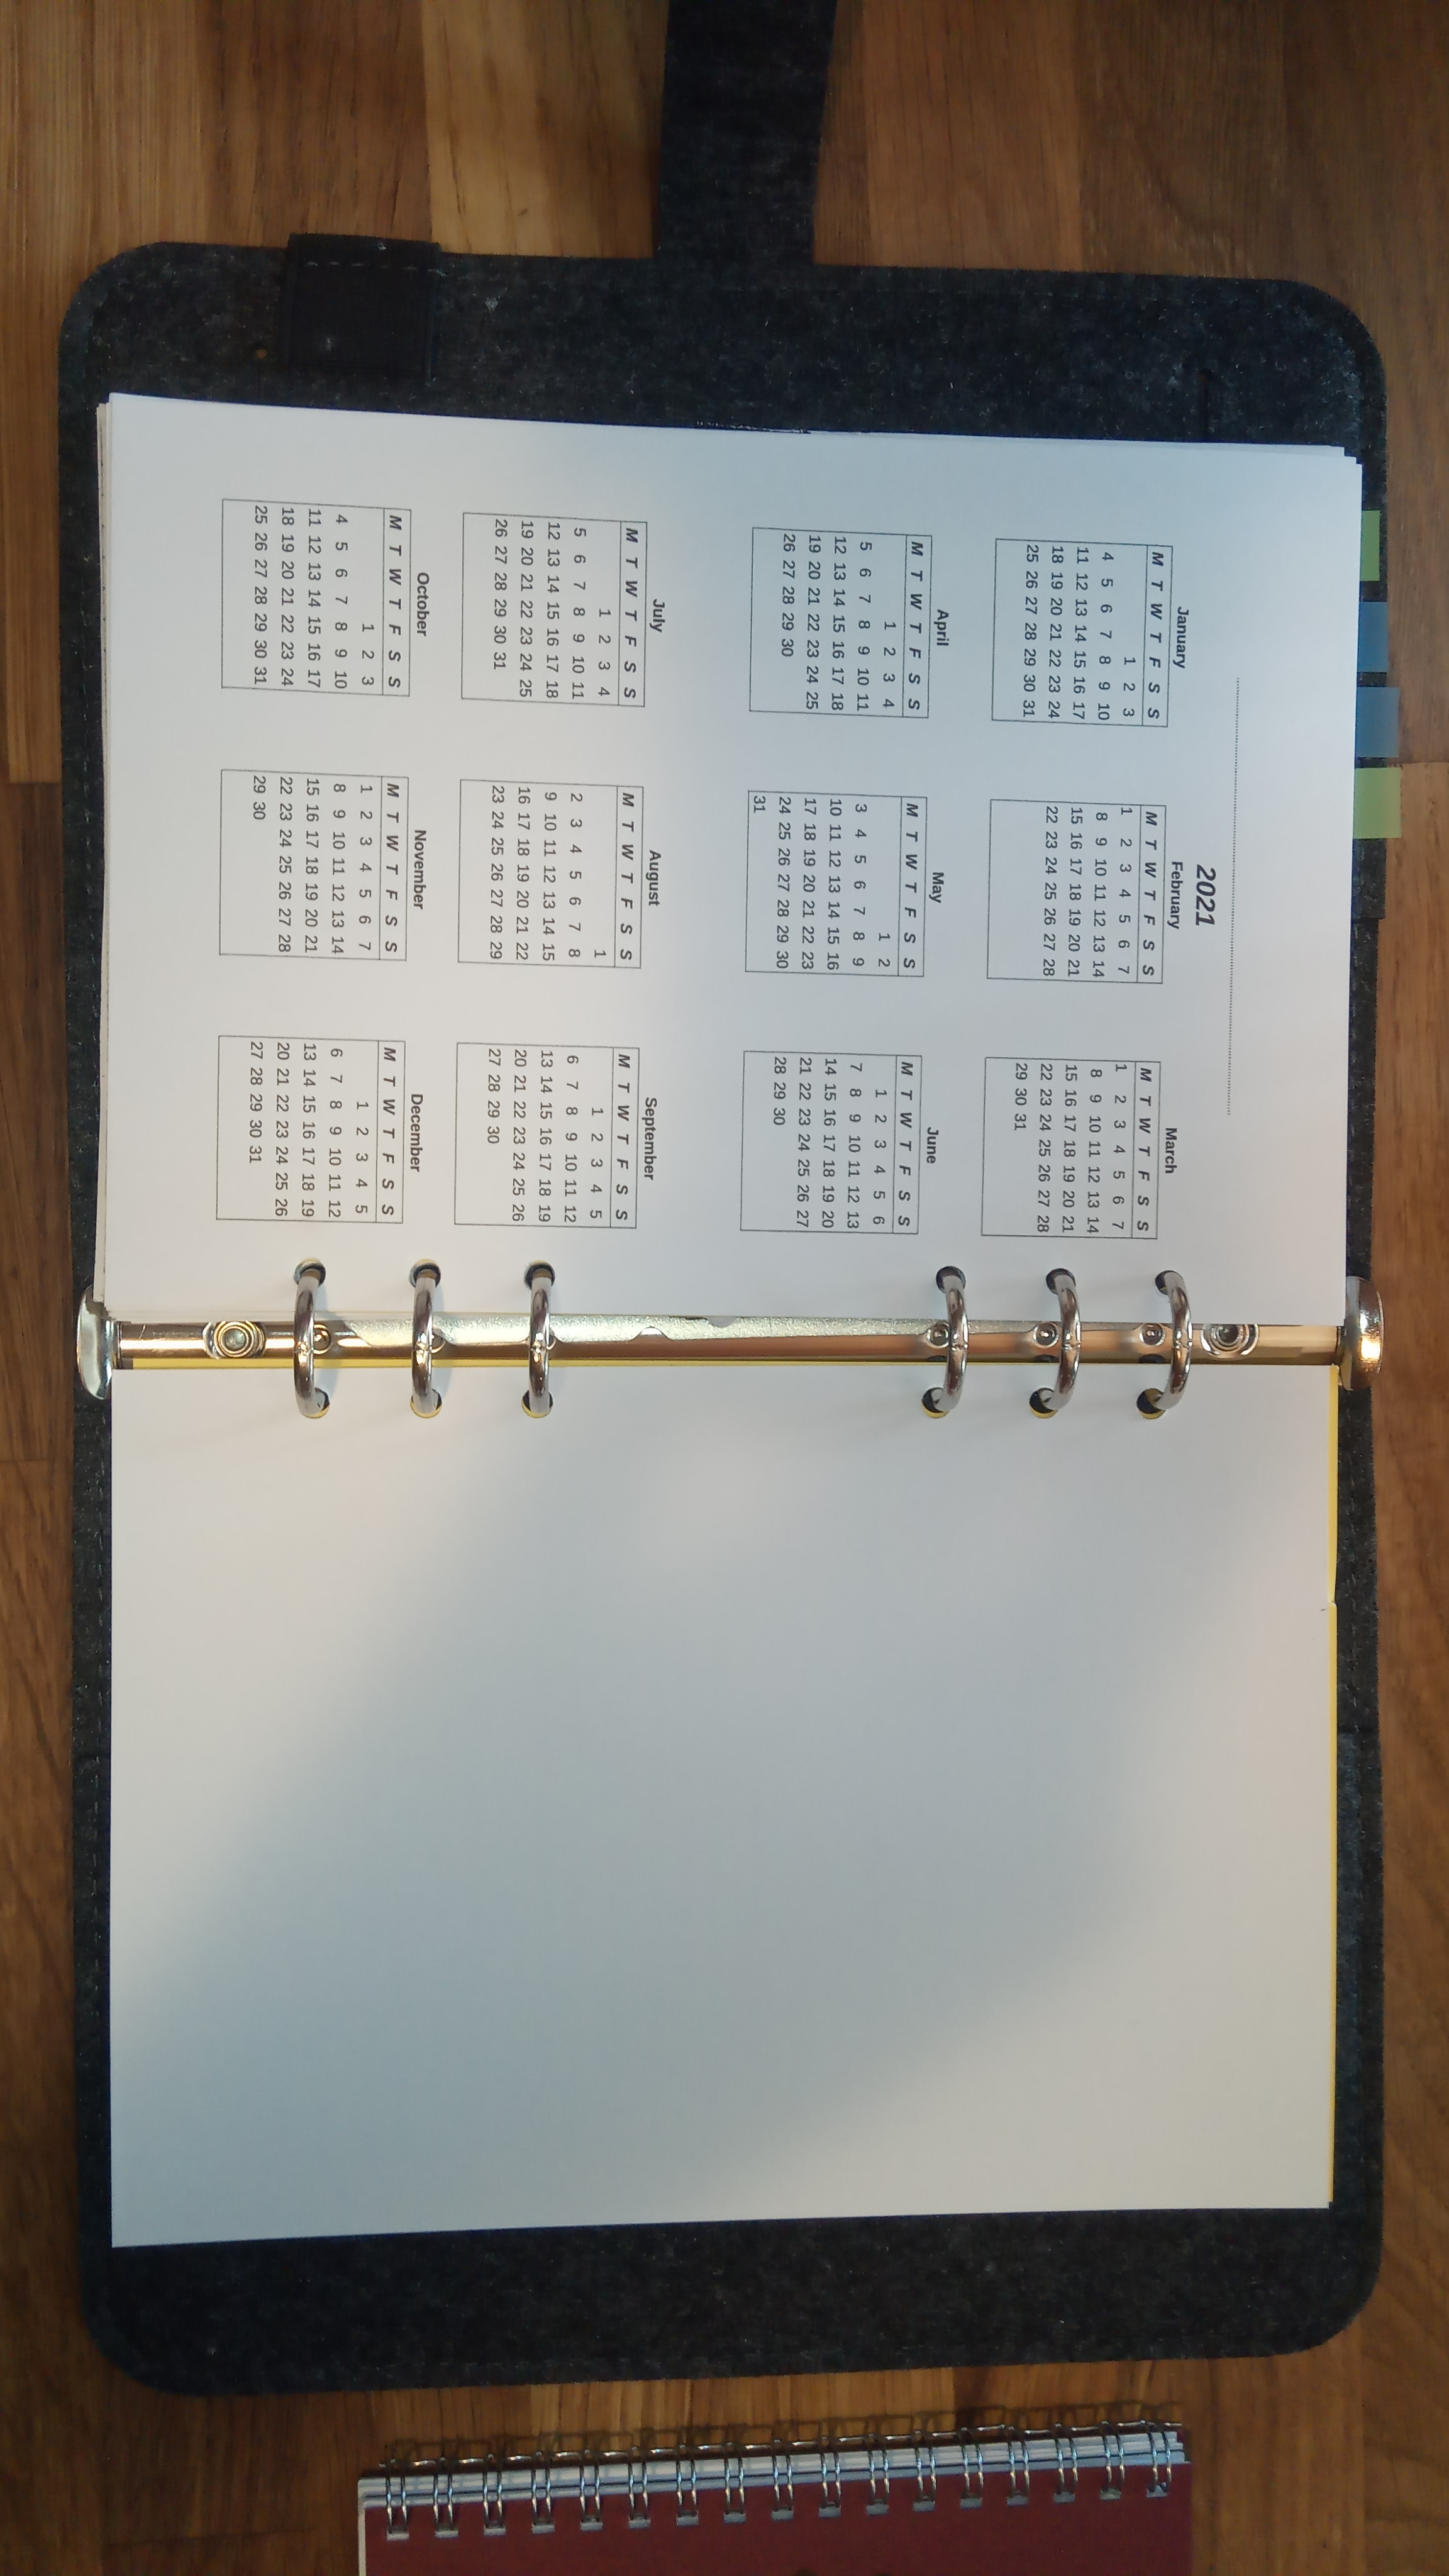 2021
January
M T W T F S S
1 2 3
4 5 6 7 8 9 10
11 12 13 14 15 16 17
18 19 20 21 22 23 24
25 26 27 28 29 30 31
February
M T W T F S S
1 2 3 4 5 6 7
8 9 10 11 12 13 14
15 16 17 18 19 20 21
22 23 24 25 26 27 28
March
M T W T F S S
1 2 3 4 5 6 7
8 9 10 11 12 13 14
15 16 17 18 19 20 21
22 23 24 25 26 27 28
29 30 31
April
M T W T F S S
1 2 3 4
5 6 7 8 9 10 11
12 13 14 15 16 17 18
19 20 21 22 23 24 25
26 27 28 29 30
May
M T W T F S S
1 2
3 4 5 6 7 8 9
10 11 12 13 14 15 16
17 18 19 20 21 22 23
24 25 26 27 28 29 30
31
June
M T W T F S S
1 2 3 4 5 6
7 8 9 10 11 12 13
14 15 16 17 18 19 20
21 22 23 24 25 26 27
28 29 30
July
M T W T F S S
1 2 3 4
5 6 7 8 9 10 11
12 13 14 15 16 17 18
19 20 21 22 23 24 25
26 27 28 29 30 31
August
M T W T F S S
1
2 3 4 5 6 7 8
9 10 11 12 13 14 15
16 17 18 19 20 21 22
23 24 25 26 27 28 29
September
M T W T F S S
1 2 3 4 5
6 7 8 9 10 11 12
13 14 15 16 17 18 19
20 21 22 23 24 25 26
27 28 29 30
October
M T W T F S S
1 2 3
4 5 6 7 8 9 10
11 12 13 14 15 16 17
18 19 20 21 22 23 24
25 26 27 28 29 30 31
November
M T W T F S S
1 2 3 4 5 6 7
8 9 10 11 12 13 14
15 16 17 18 19 20 21
22 23 24 25 26 27 28
29 30
December
M T W T F S S
1 2 3 4 5
6 7 8 9 10 11 12
13 14 15 16 17 18 19
20 21 22 23 24 25 26
27 28 29 30 31